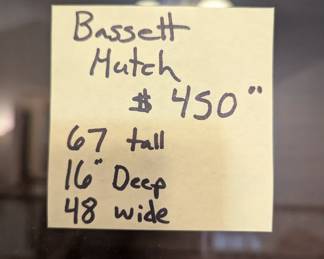 Bassett
Hutch
$ 450"
67 tall
16" Deep
48 wide